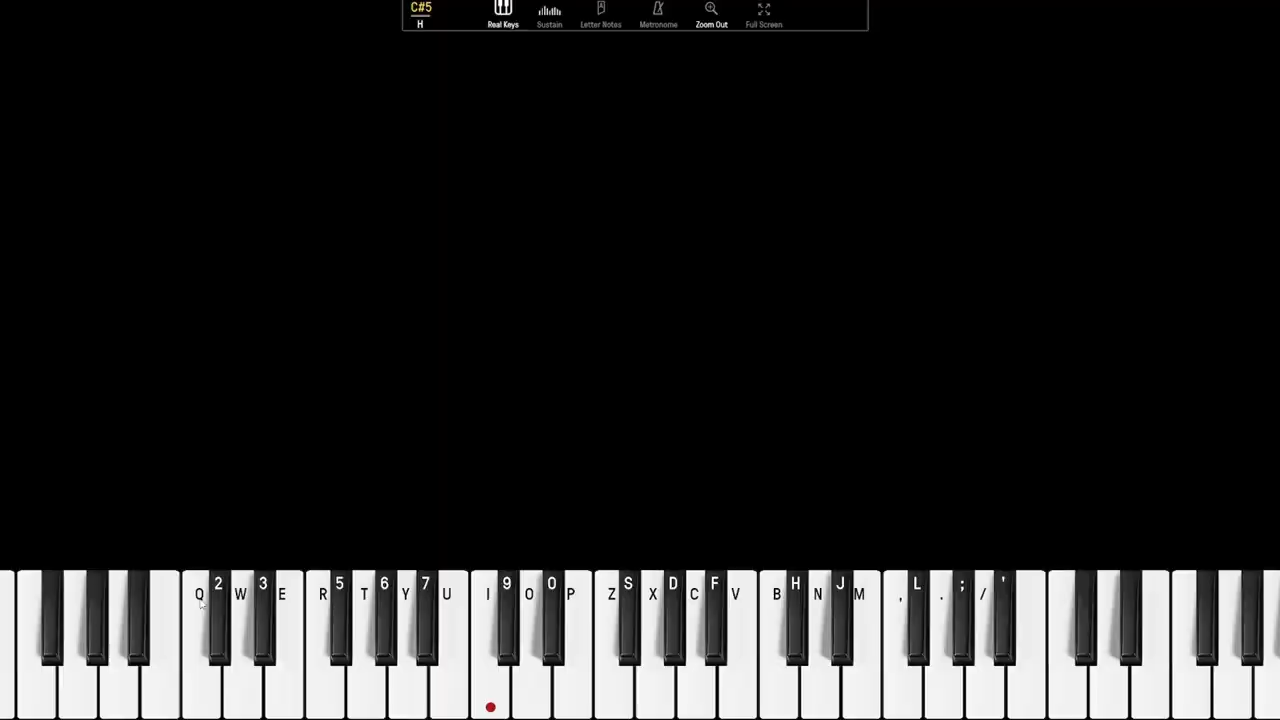 C#5
H
Real Keys
Sustain
Letter Notes
Metronome
Zoom Out
Full Screen
2 3 5 6 7 9 0 S D F H J L ; '
Q W E R T Y U I O P Z X C V B N M , . /